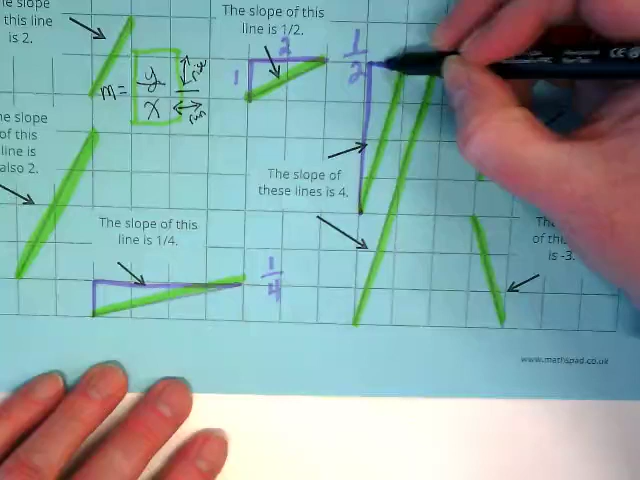 slope
this line
is 2.
The slope of this
line is 1/2.
2
1
1
2
m = y
x
rise
run
he slope
of this
line is
also 2.
The slope of
these lines is 4.
The slope of this
line is 1/4.
1
4
The
of this
is -3.
www.mathspad.co.uk